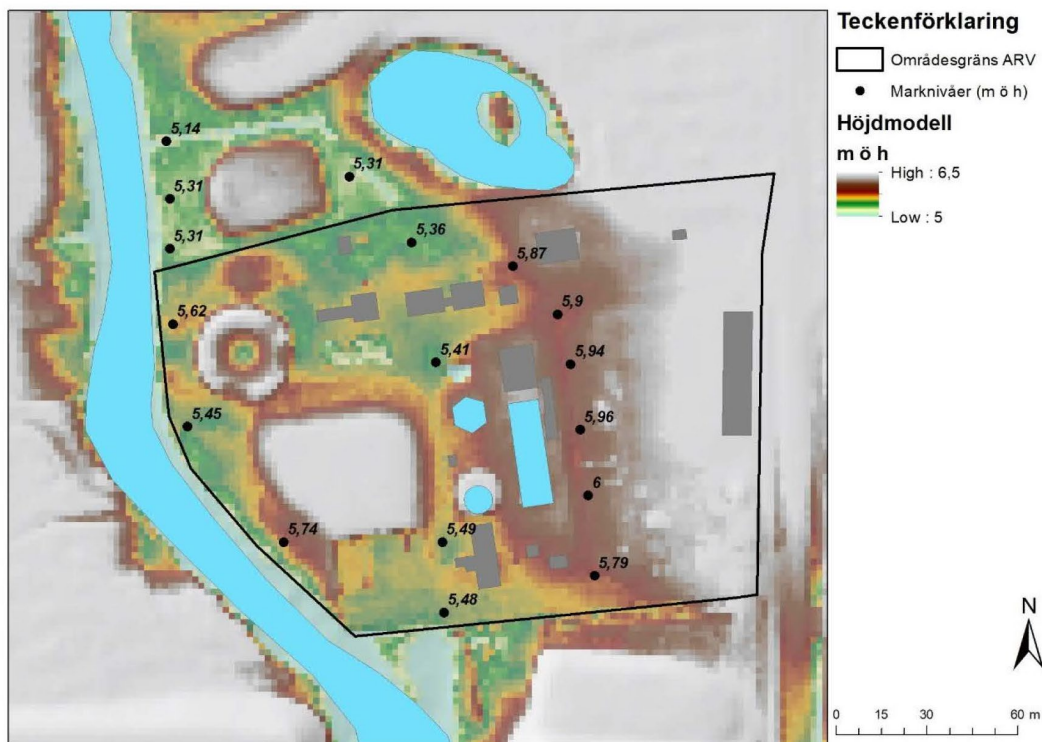 Teckenförklaring
Områdesgräns ARV
Marknivåer (m ö h)
Höjdmodell
m ö h
High : 6,5
Low : 5
5,14
5,31
5,31
5,31
5,36
5,87
5,9
5,62
5,41
5,94
5,45
5,96
6
5,74
5,49
5,79
5,48
N
0 15 30 60 m